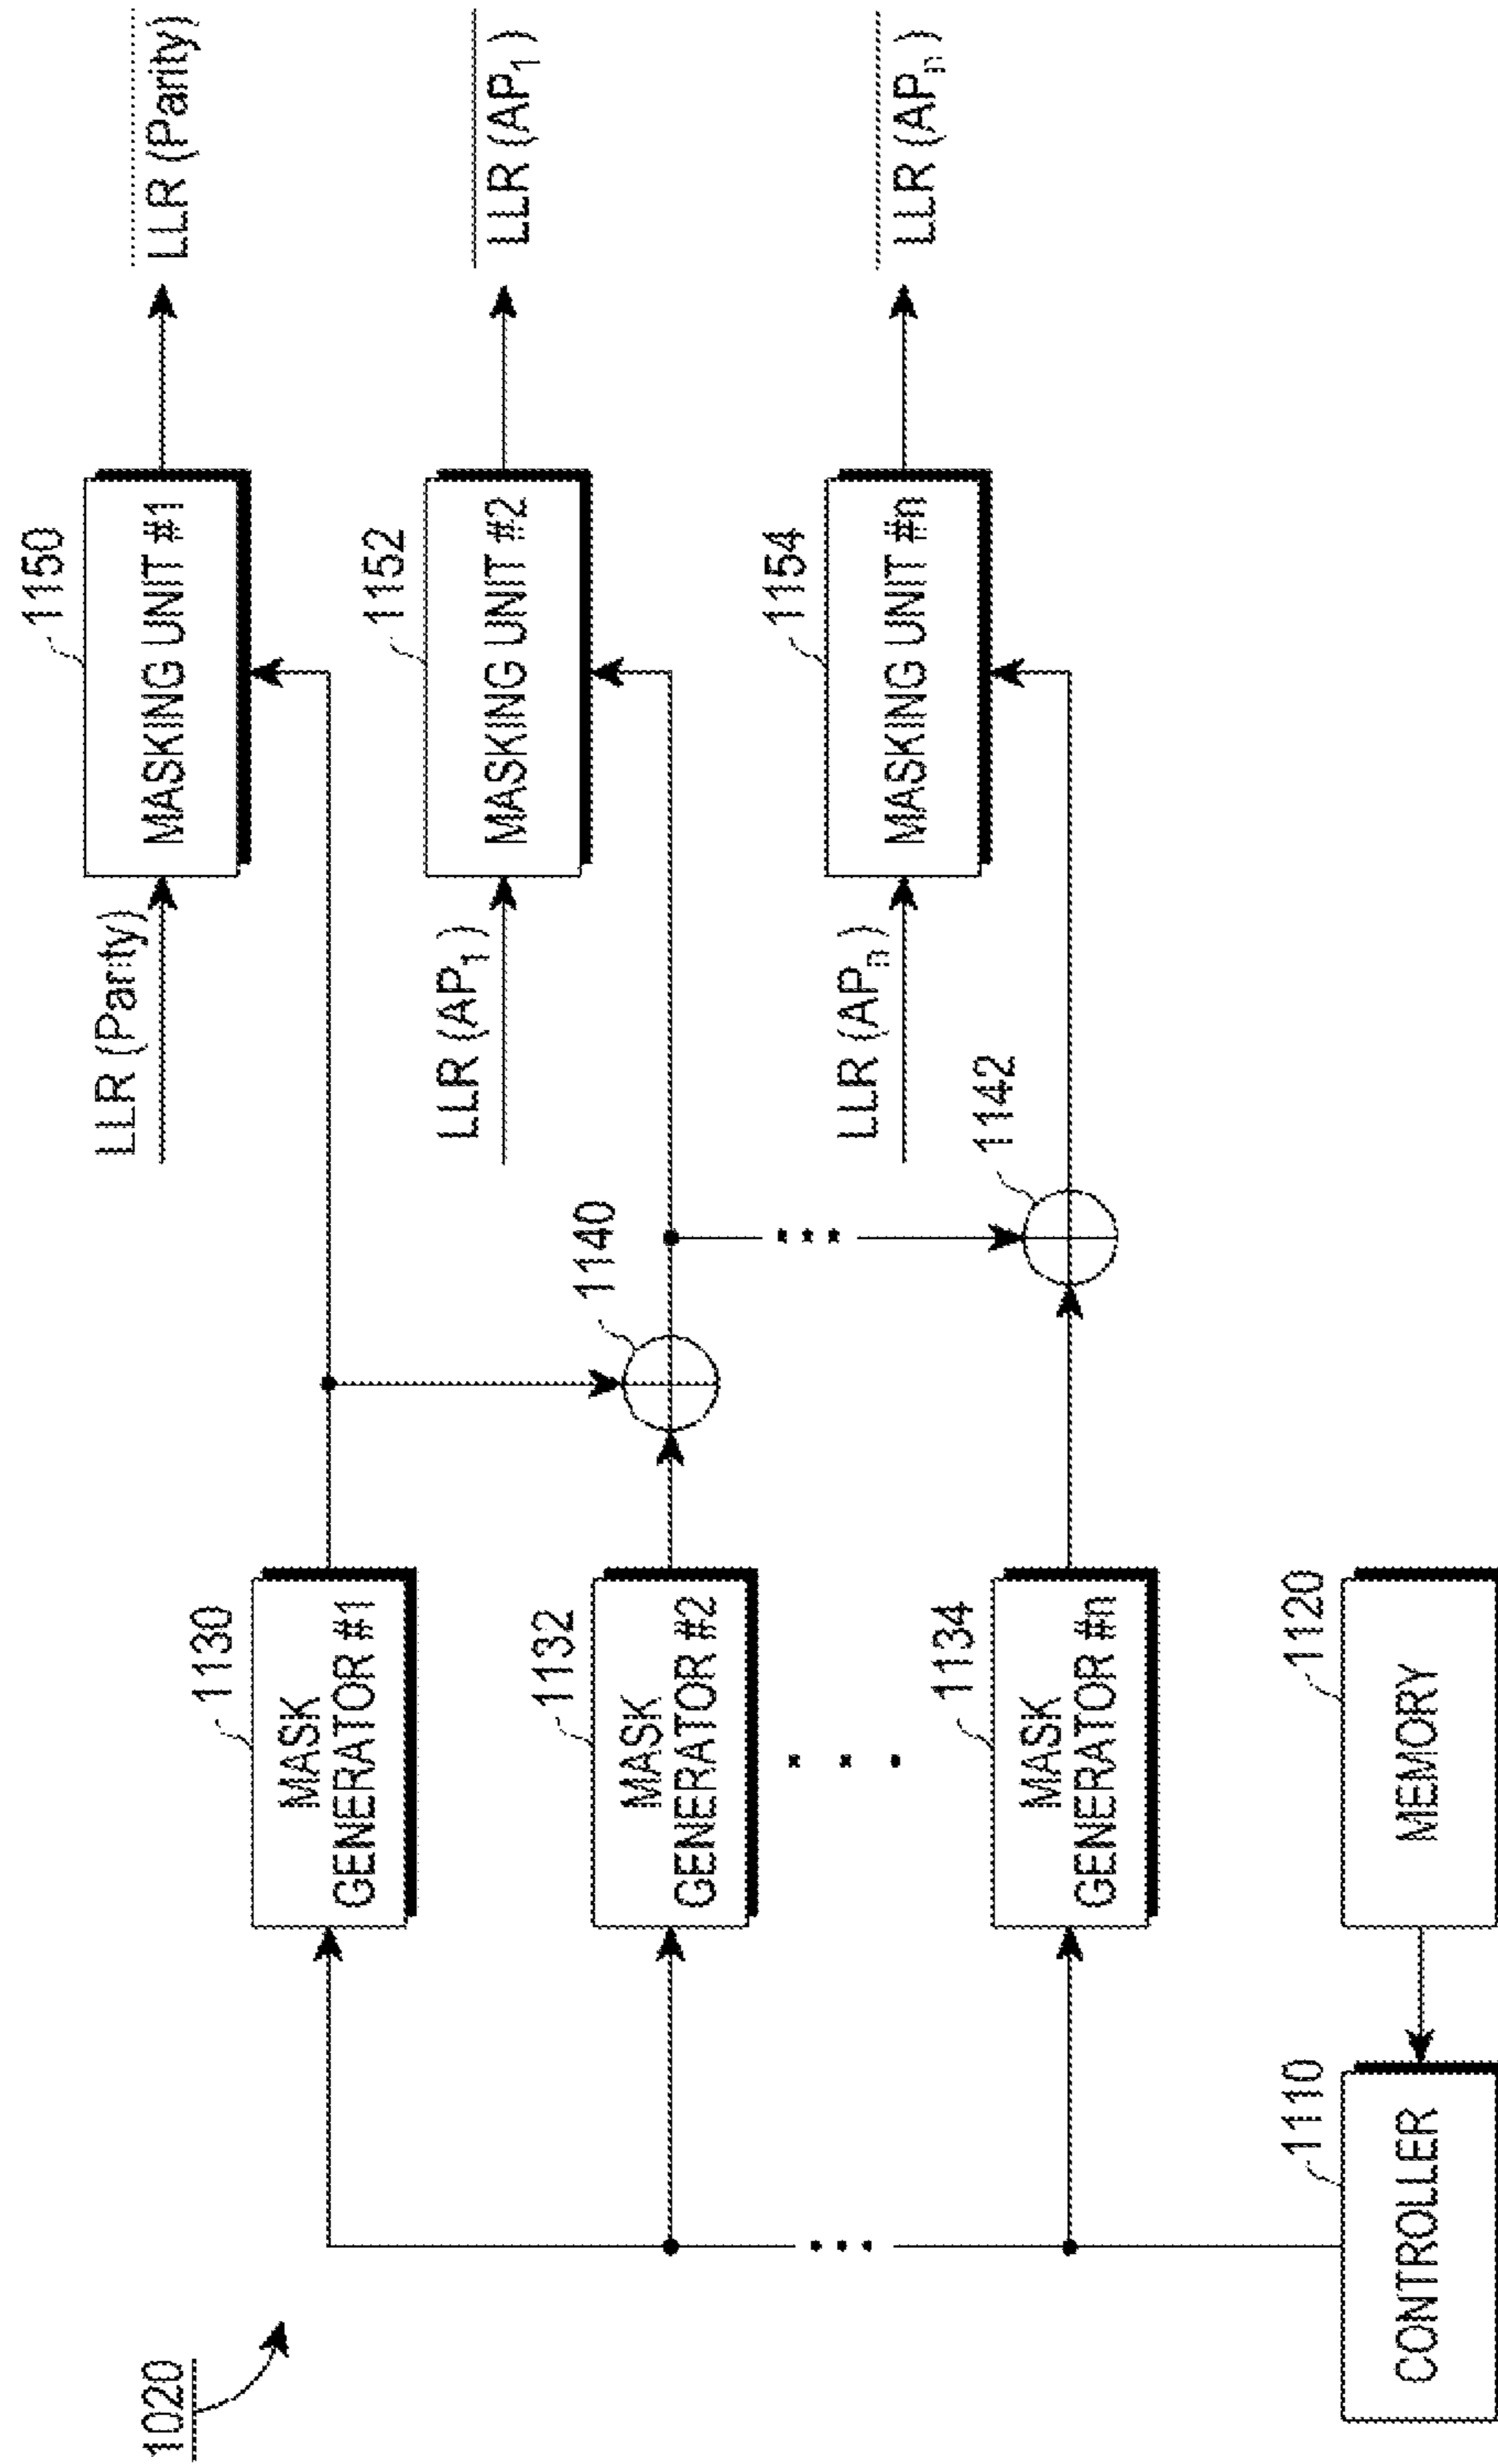 1020
1130
MASK
GENERATOR #1
1132
MASK
GENERATOR #2
1134
MASK
GENERATOR #n
1110
CONTROLLER
1120
MEMORY
1140
1142
LLR (Parity)
1150
MASKING UNIT #1
LLR (Parity)
LLR (AP₁)
1152
MASKING UNIT #2
LLR (AP₁)
LLR (APₙ)
1154
MASKING UNIT #n
LLR (APₙ)